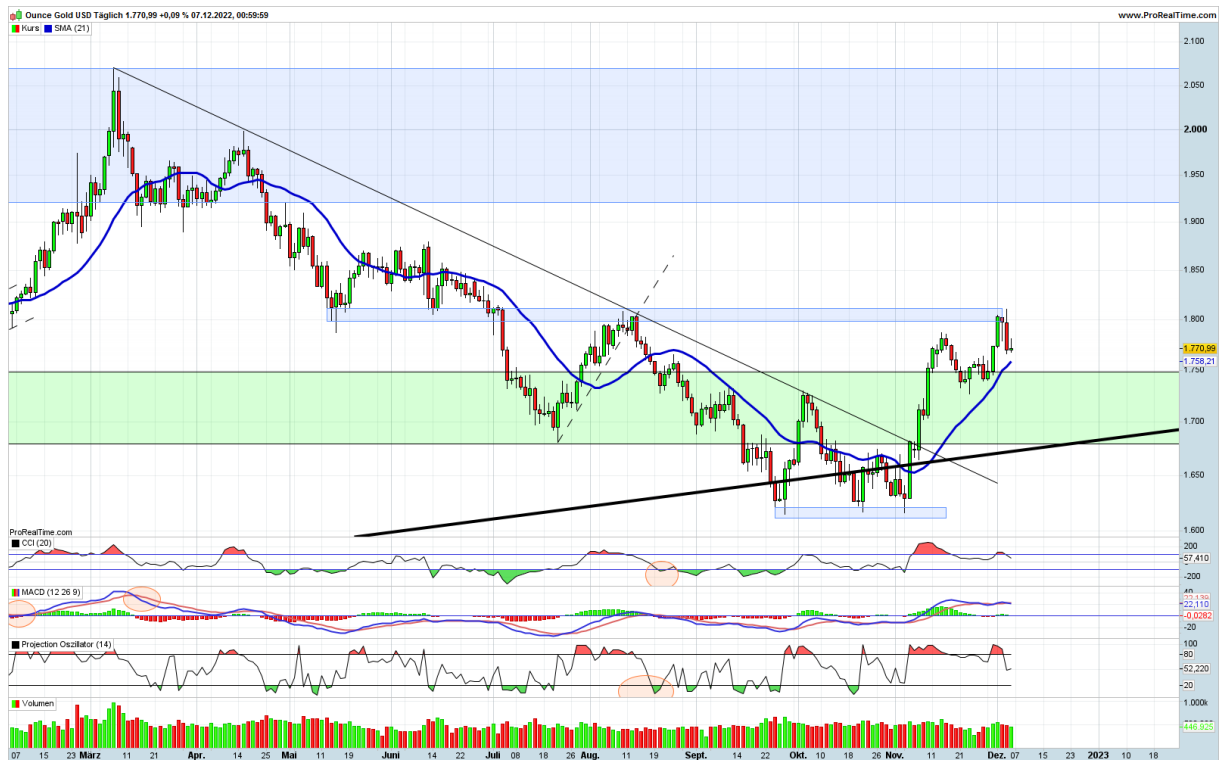 Ounce Gold USD Täglich 1.770,99 +0,09 % 07.12.2022, 00:59:59
www.ProRealTime.com
Kurs SMA (21)
2.100
2.050
2.000
1.950
1.900
1.850
1.800
1.770,99
1.758,21
1.750
1.700
1.650
1.600
ProRealTime.com
CCI (20)
200
57,410
-200
MACD (12 26 9)
40
22,110
-0,0282
-20
Projection Oszillator (14)
100
80
52,220
20
Volumen
1.000k
446,925
07 15 23 März 11 21 Apr. 14 25 Mai 11 19 Juni 14 22 Juli 08 18 26 Aug. 11 19 Sept. 14 22 Okt. 10 18 26 Nov. 11 21 Dez. 07 15 23 2023 10 18